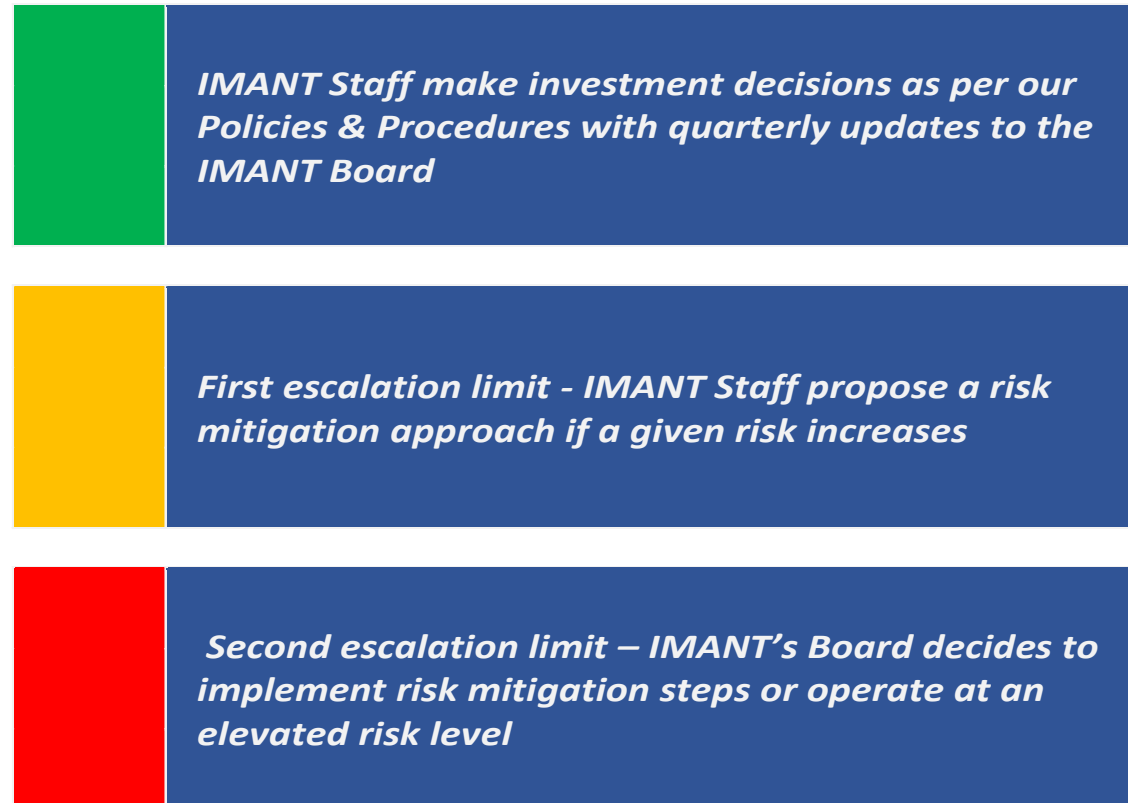 IMANT Staff make investment decisions as per our
Policies & Procedures with quarterly updates to the
IMANT Board
First escalation limit - IMANT Staff propose a risk
mitigation approach if a given risk increases
Second escalation limit – IMANT’s Board decides to
implement risk mitigation steps or operate at an
elevated risk level